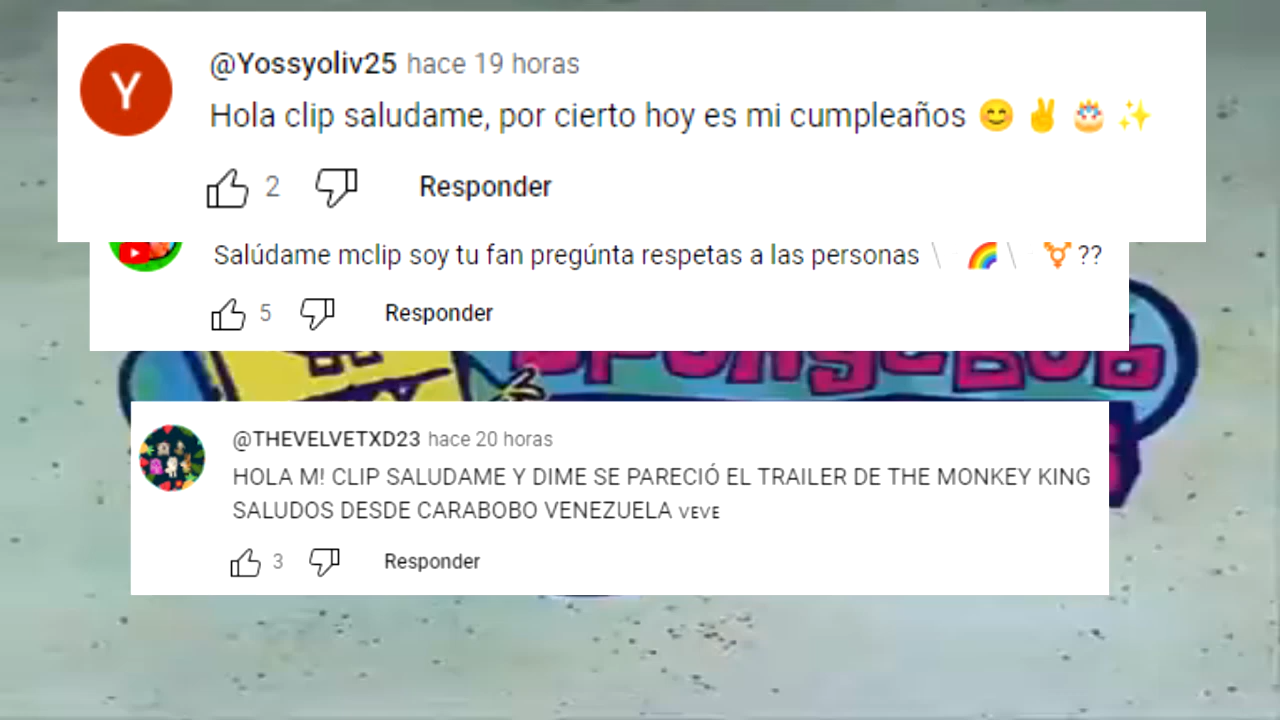 Y
@Yossyoliv25 hace 19 horas
Hola clip saludame, por cierto hoy es mi cumpleaños 😊 ✌️ 🎂 ✨
2 Responder
Salúdame mclip soy tu fan pregúnta respetas a las personas \ 🌈 \ ⚧ ??
5 Responder
SPONGEBOB
@THEVELVETXD23 hace 20 horas
HOLA M! CLIP SALUDAME Y DIME SE PARECIÓ EL TRAILER DE THE MONKEY KING
SALUDOS DESDE CARABOBO VENEZUELA ᴠᴇᴠᴇ
3 Responder